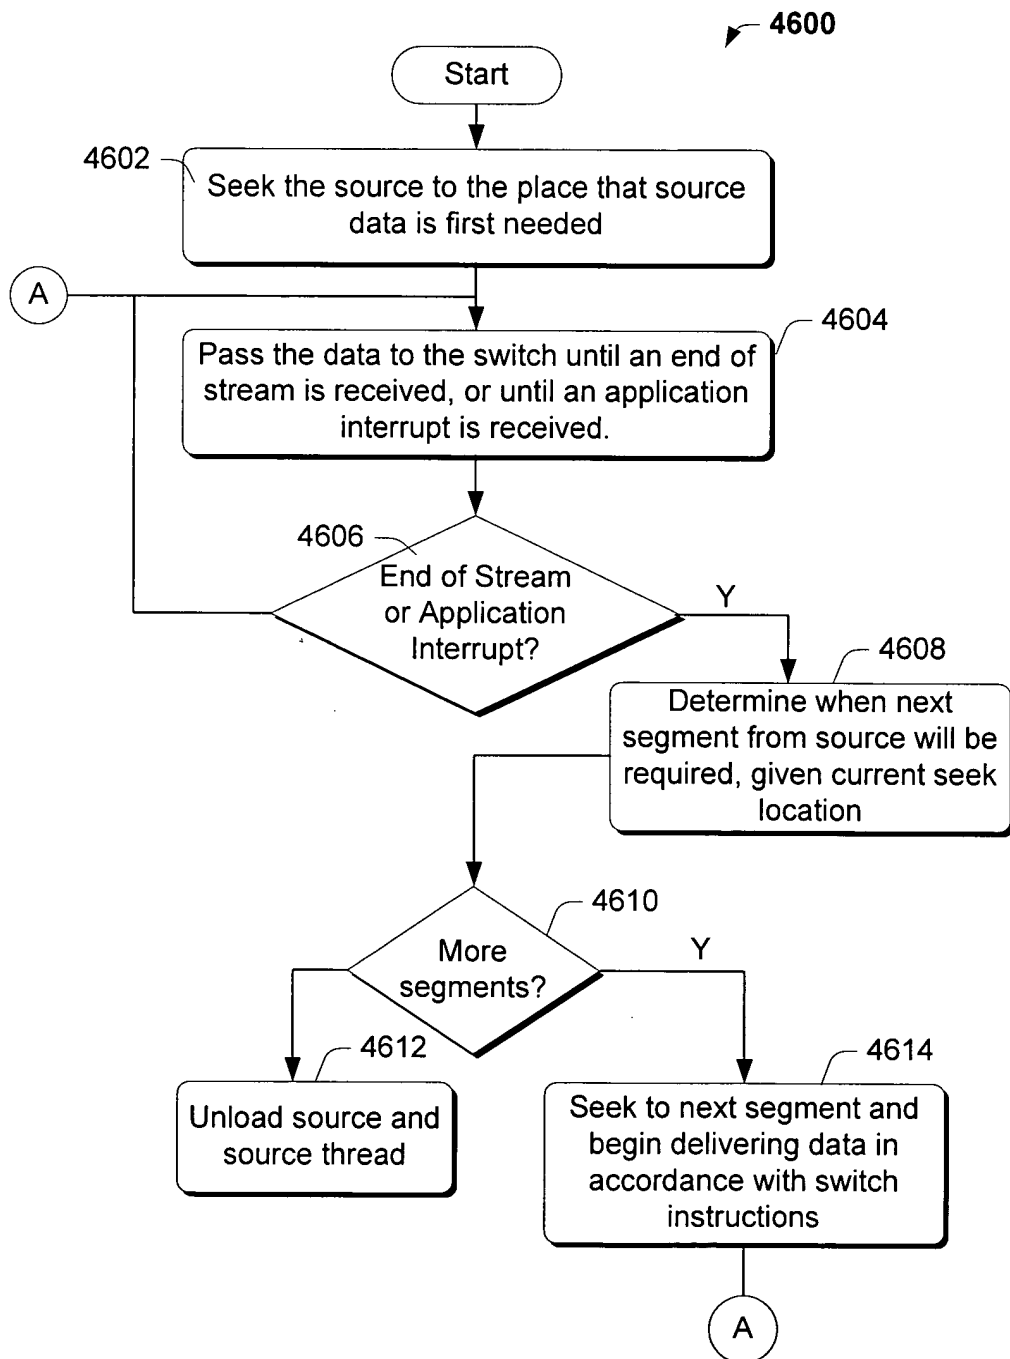 4600
Start
4602
Seek the source to the place that source
data is first needed
A
4604
Pass the data to the switch until an end of
stream is received, or until an application
interrupt is received.
4606
End of Stream
or Application
Interrupt?
Y
4608
Determine when next
segment from source will be
required, given current seek
location
4610
More
segments?
Y
4612
Unload source and
source thread
4614
Seek to next segment and
begin delivering data in
accordance with switch
instructions
A